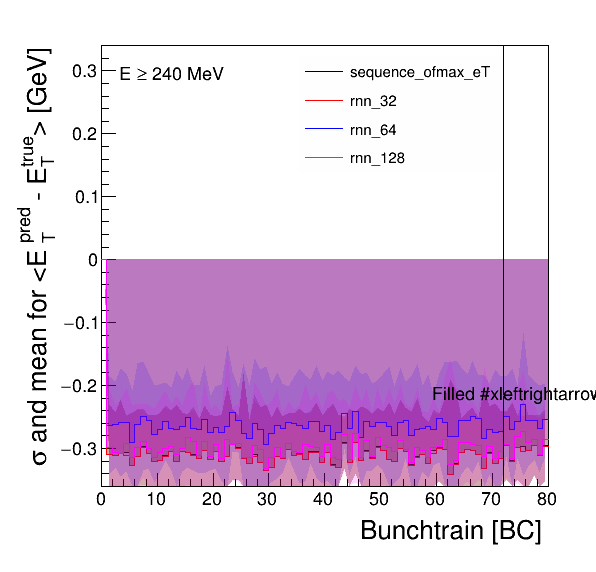 σ and mean for <E_T^pred - E_T^true> [GeV]
E ≥ 240 MeV
sequence_ofmax_eT
rnn_32
rnn_64
rnn_128
0.3
0.2
0.1
0
−0.1
−0.2
−0.3
Filled #xleftrightarrow
0 10 20 30 40 50 60 70 80
Bunchtrain [BC]